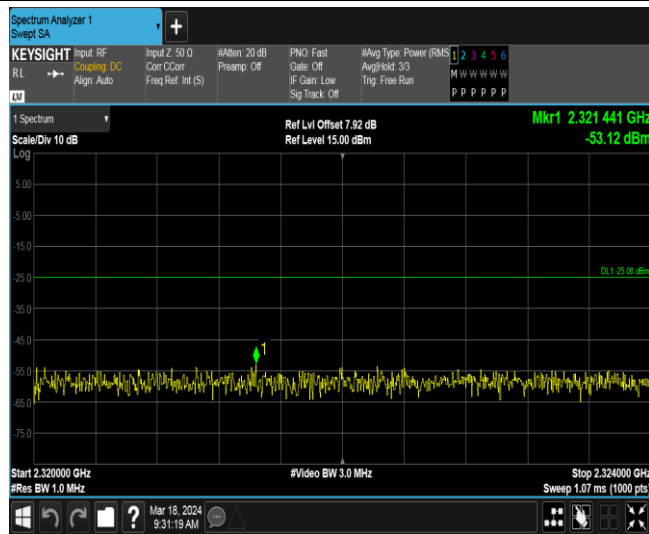 Spectrum Analyzer 1
Swept SA
KEYSIGHT
RL
LXI
Input: RF
Coupling: DC
Align: Auto
Input Z: 50 Ω
Corr CCorr
Freq Ref: Int (S)
#Atten: 20 dB
Preamp: Off
PNO: Fast
Gate: Off
IF Gain: Low
Sig Track: Off
#Avg Type: Power (RMS
Avg|Hold: 3/3
Trig: Free Run
1 2 3 4 5 6
M W W W W W
P P P P P P
1 Spectrum
Scale/Div 10 dB
Log
Ref Lvl Offset 7.92 dB
Ref Level 15.00 dBm
Mkr1 2.321 441 GHz
-53.12 dBm
5.00
-5.00
-15.0
-25.0
DL1 -25.00 dBm
-35.0
-45.0
1
-55.0
-65.0
-75.0
Start 2.320000 GHz
#Res BW 1.0 MHz
#Video BW 3.0 MHz
Stop 2.324000 GHz
Sweep 1.07 ms (1000 pts)
Mar 18, 2024
9:31:19 AM